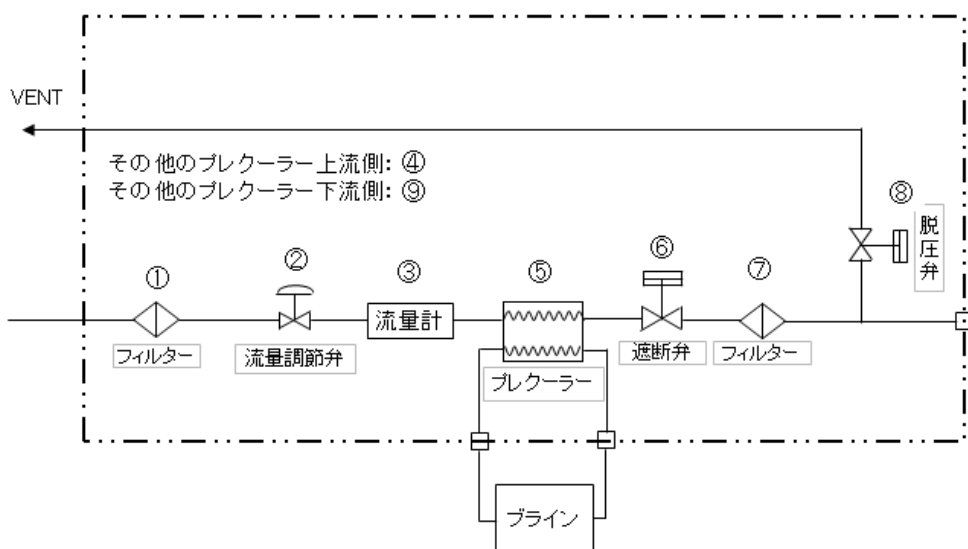 VENT
その他のプレクーラー上流側: ④
その他のプレクーラー下流側: ⑨
⑧
脱圧弁
①
②
③
⑤
⑥
⑦
流量計
フィルター
流量調節弁
プレクーラー
遮断弁
フィルター
ブライン